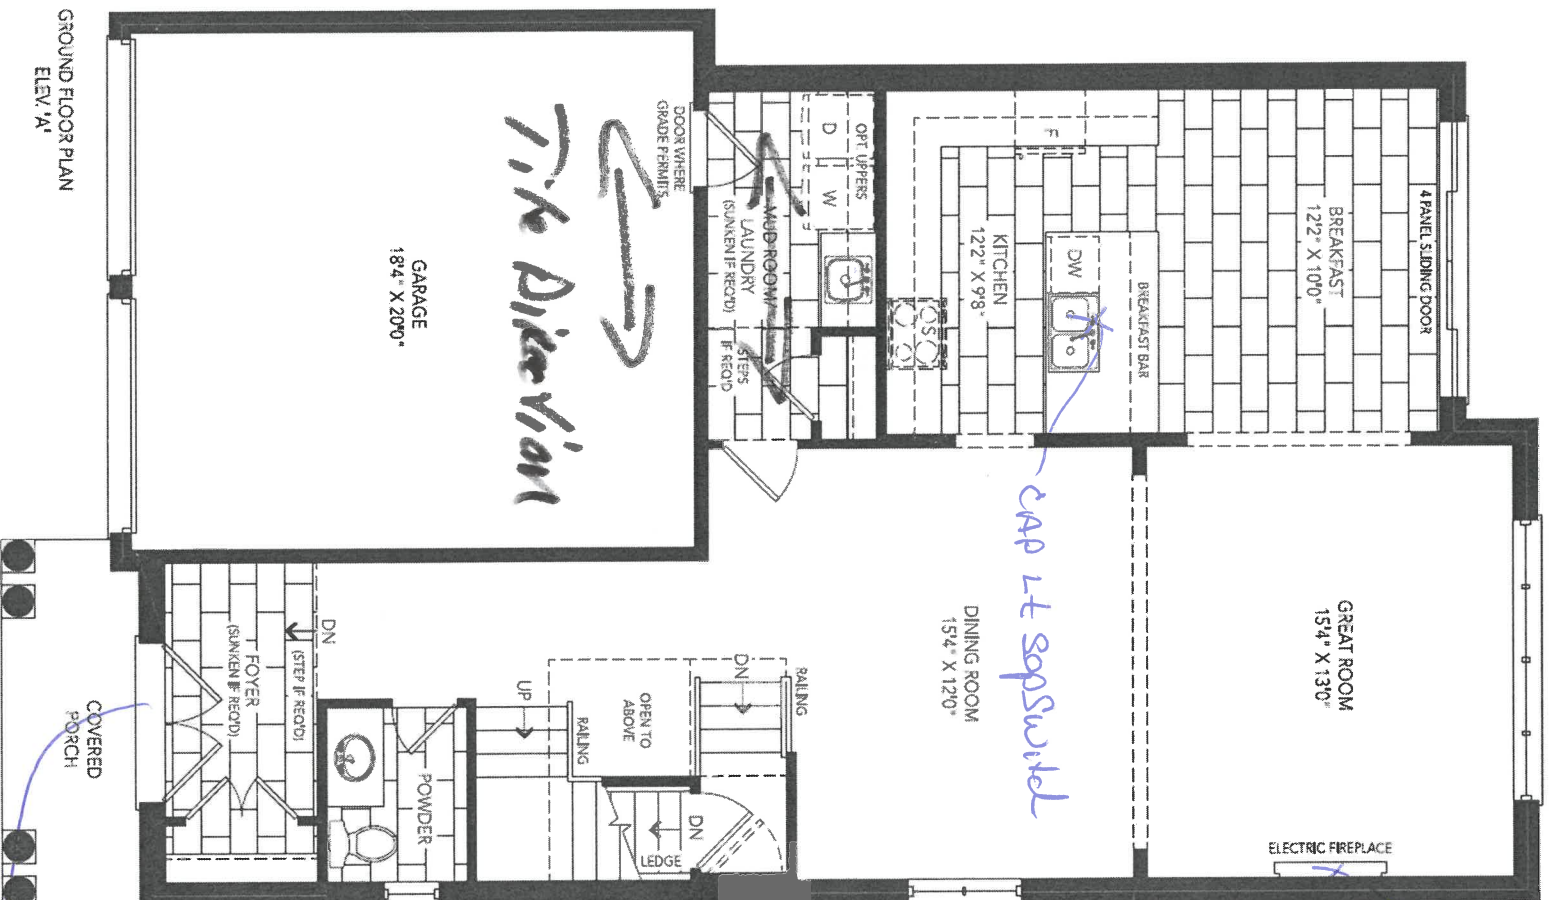 GROUND FLOOR PLAN
ELEV. 'A'
GARAGE
18'4" X 20'0"
DOOR WHERE
GRADE PERMITS
Tile Direction
OPT. UPPERS
D
W
MUD ROOM/
LAUNDRY
(SUNKEN IF REQ'D)
STEPS
IF REQ'D
F
KITCHEN
12'2" X 9'8"
S
DW
BREAKFAST BAR
BREAKFAST
12'2" X 10'0"
4 PANEL SLIDING DOOR
CAP Lt
GREAT ROOM
15'4" X 13'0"
ELECTRIC FIREPLACE
DINING ROOM
15'4" X 12'0"
RAILING
DN
OPEN TO
ABOVE
RAILING
UP
DN
LEDGE
POWDER
DN
(STEP IF REQ'D)
FOYER
(SUNKEN IF REQ'D)
COVERED
PORCH